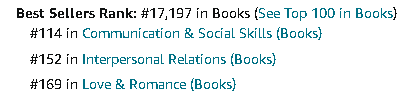 Best Sellers Rank: #17,197 in Books (See Top 100 in Books)
#114 in Communication & Social Skills (Books)
#152 in Interpersonal Relations (Books)
#169 in Love & Romance (Books)